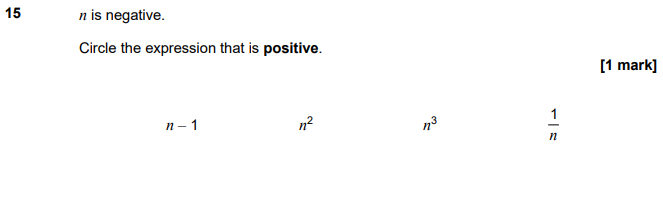 15 n is negative.
Circle the expression that is positive.
[1 mark]
n – 1 n² n³ 1/n